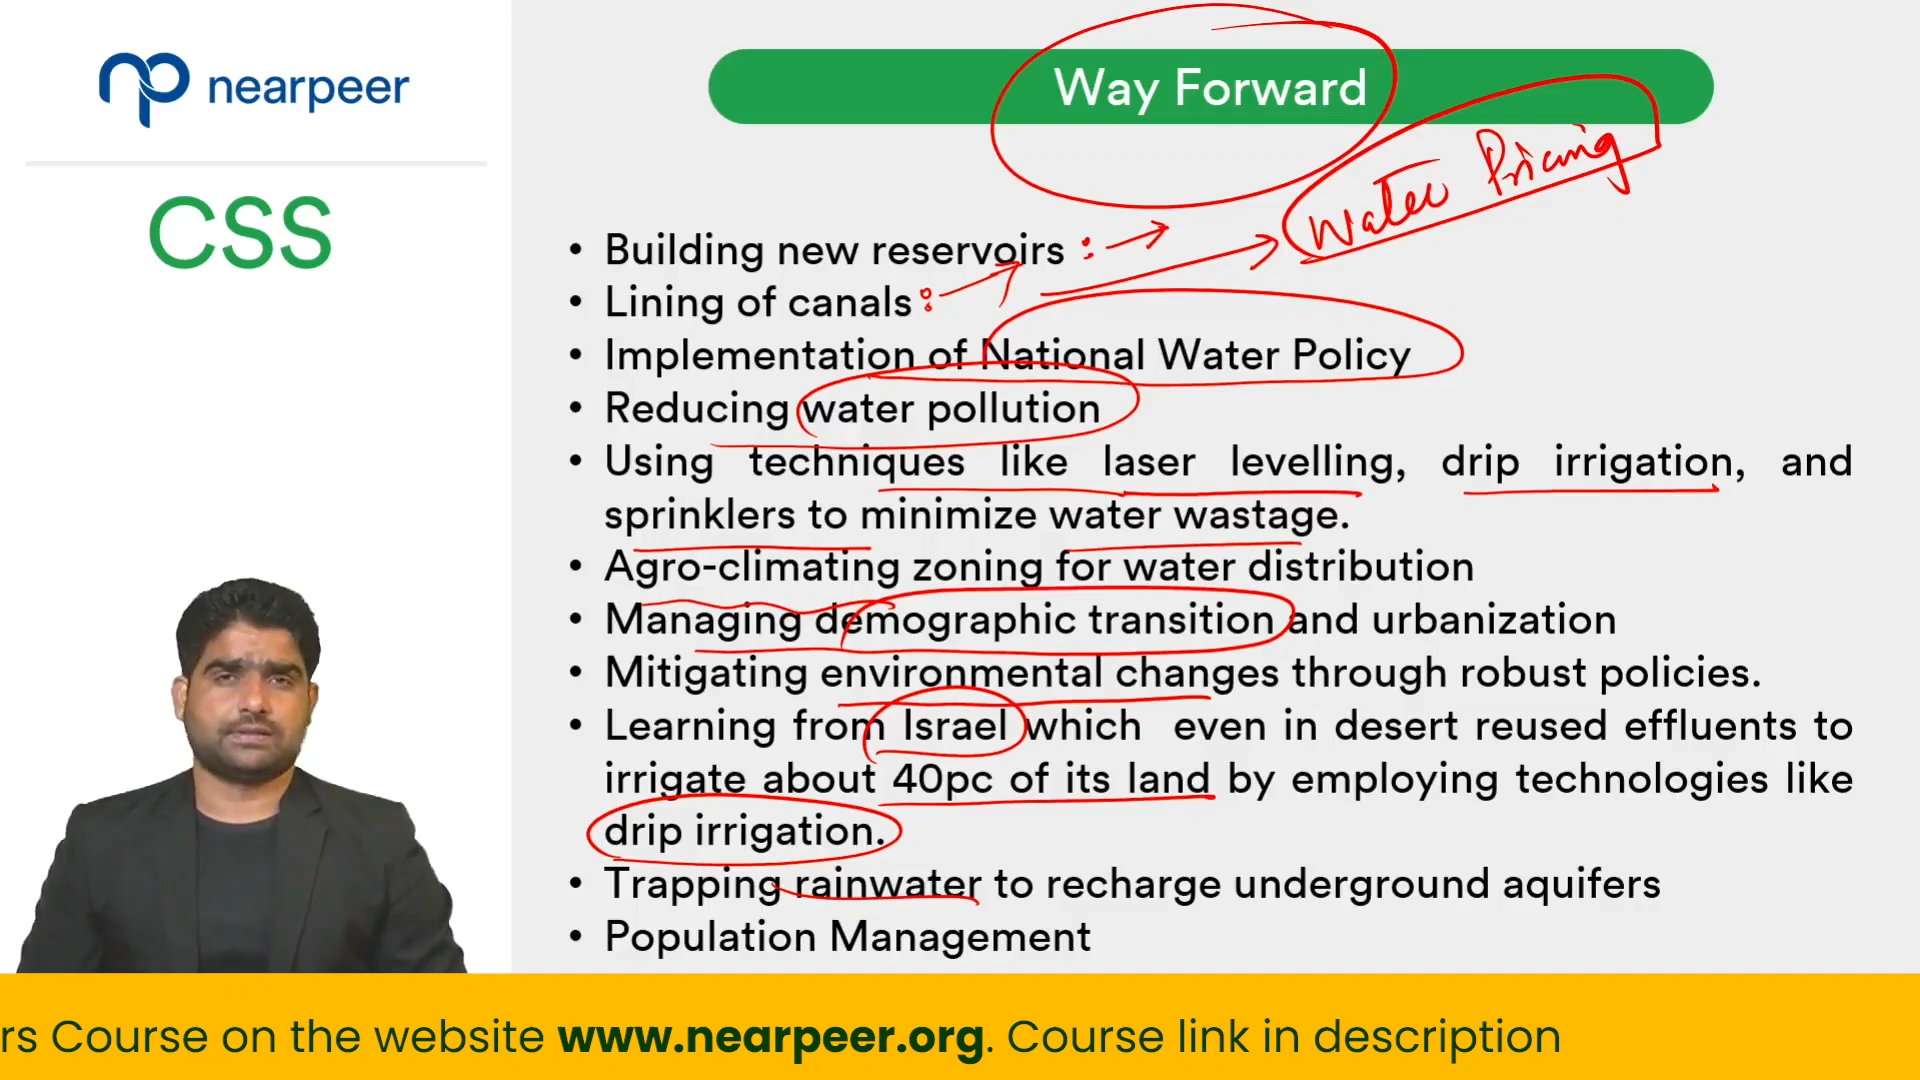 nearpeer
CSS
Way Forward
Water Pricing
• Building new reservoirs
• Lining of canals
• Implementation of National Water Policy
• Reducing water pollution
• Using techniques like laser levelling, drip irrigation, and
sprinklers to minimize water wastage.
• Agro-climating zoning for water distribution
• Managing demographic transition and urbanization
• Mitigating environmental changes through robust policies.
• Learning from Israel which even in desert reused effluents to
irrigate about 40pc of its land by employing technologies like
drip irrigation.
• Trapping rainwater to recharge underground aquifers
• Population Management
rs Course on the website www.nearpeer.org. Course link in description